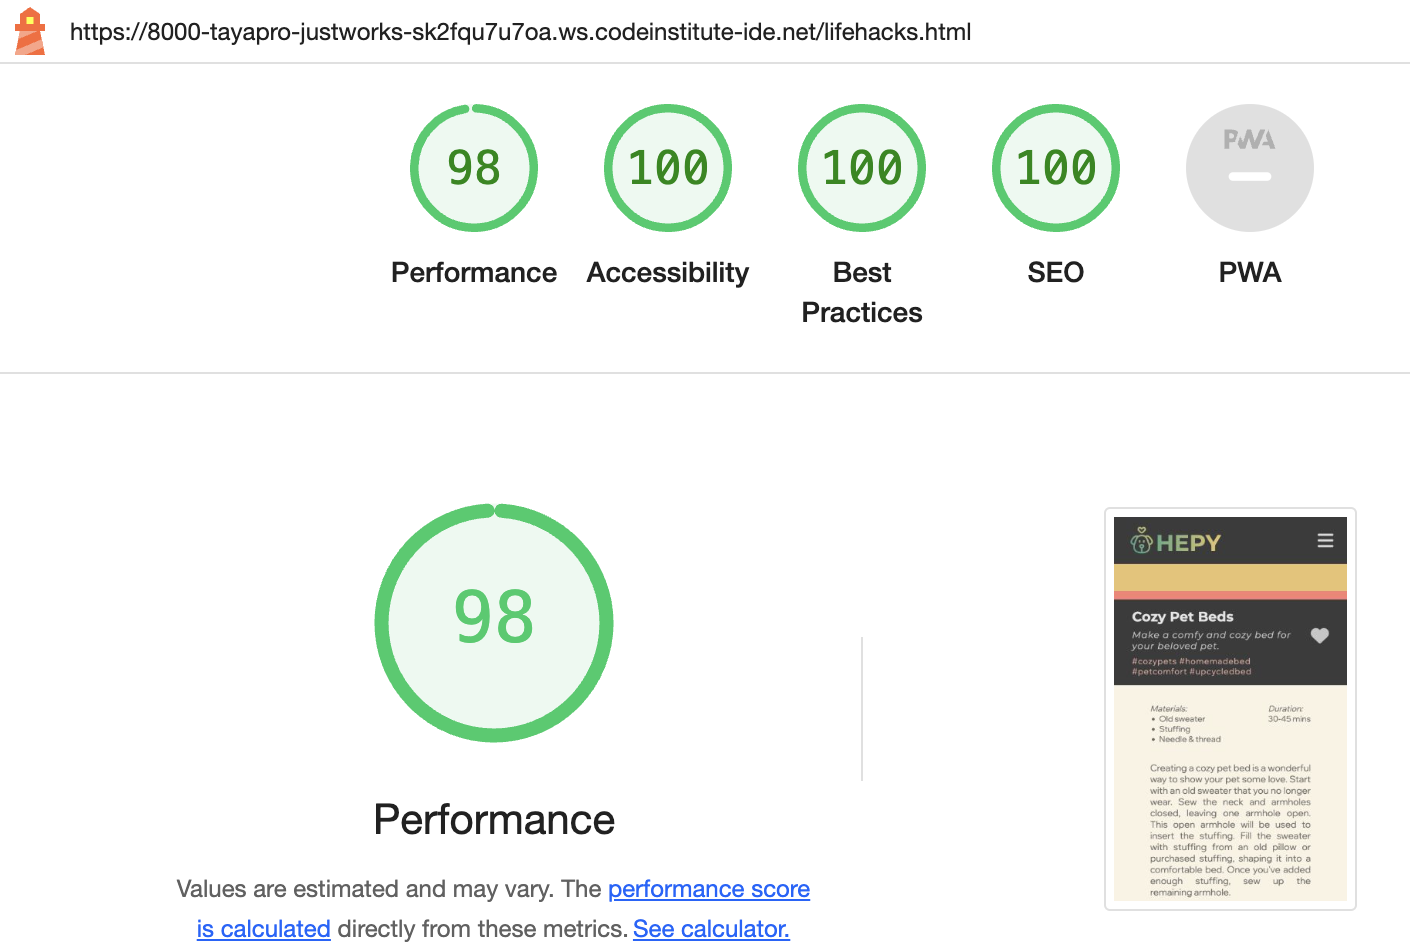 https://8000-tayapro-justworks-sk2fqu7u7oa.ws.codeinstitute-ide.net/lifehacks.html
98
100
100
100
PWA
Performance
Accessibility
Best
Practices
SEO
PWA
98
Performance
Values are estimated and may vary. The performance score
is calculated directly from these metrics. See calculator.
HEPY
Cozy Pet Beds
Make a comfy and cozy bed for
your beloved pet.
#cozypets #homemadebed
#petcomfort #upcycledbed
Materials:
• Old sweater
• Stuffing
• Needle & thread
Duration:
30-45 mins
Creating a cozy pet bed is a wonderful
way to show your pet some love. Start
with an old sweater that you no longer
wear. Sew the neck and armholes
closed, leaving one armhole open.
This open armhole will be used to
insert the stuffing. Fill the sweater
with stuffing from an old pillow or
purchased stuffing, shaping it into a
comfortable bed. Once you've added
enough stuffing, sew up the
remaining armhole.